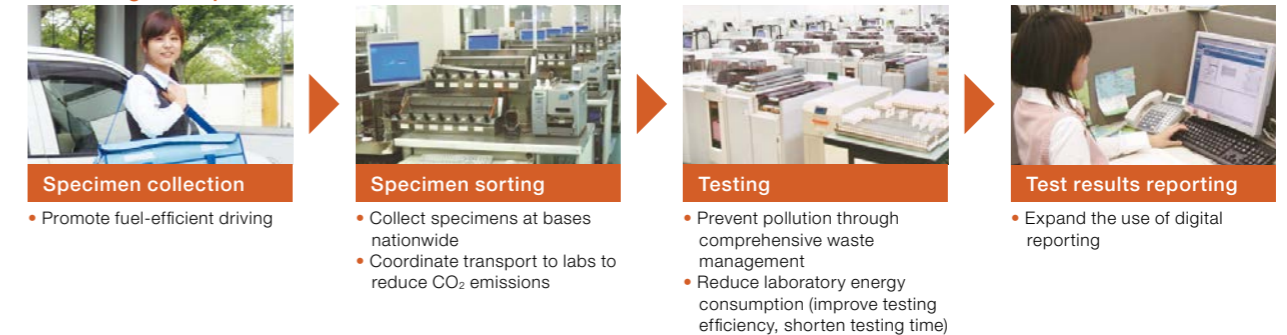 Specimen collection
• Promote fuel-efficient driving
Specimen sorting
• Collect specimens at bases
nationwide
• Coordinate transport to labs to
reduce CO₂ emissions
Testing
• Prevent pollution through
comprehensive waste
management
• Reduce laboratory energy
consumption (improve testing
efficiency, shorten testing time)
Test results reporting
• Expand the use of digital
reporting